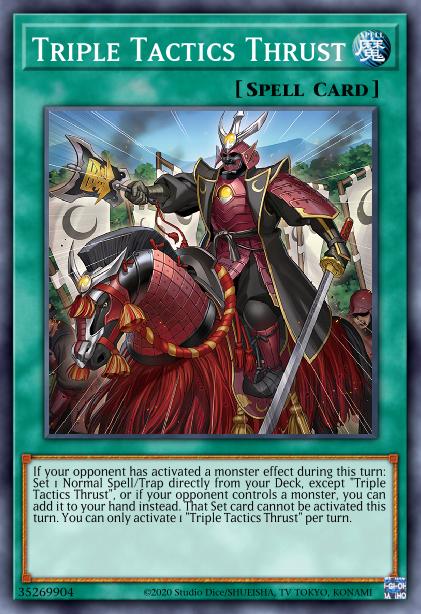 TRIPLE TACTICS THRUST
SPELL
魔
[ SPELL CARD ]
If your opponent has activated a monster effect during this turn:
Set 1 Normal Spell/Trap directly from your Deck, except "Triple
Tactics Thrust", or if your opponent controls a monster, you can
add it to your hand instead. That Set card cannot be activated this
turn. You can only activate 1 "Triple Tactics Thrust" per turn.
35269904
©2020 Studio Dice/SHUEISHA, TV TOKYO, KONAMI